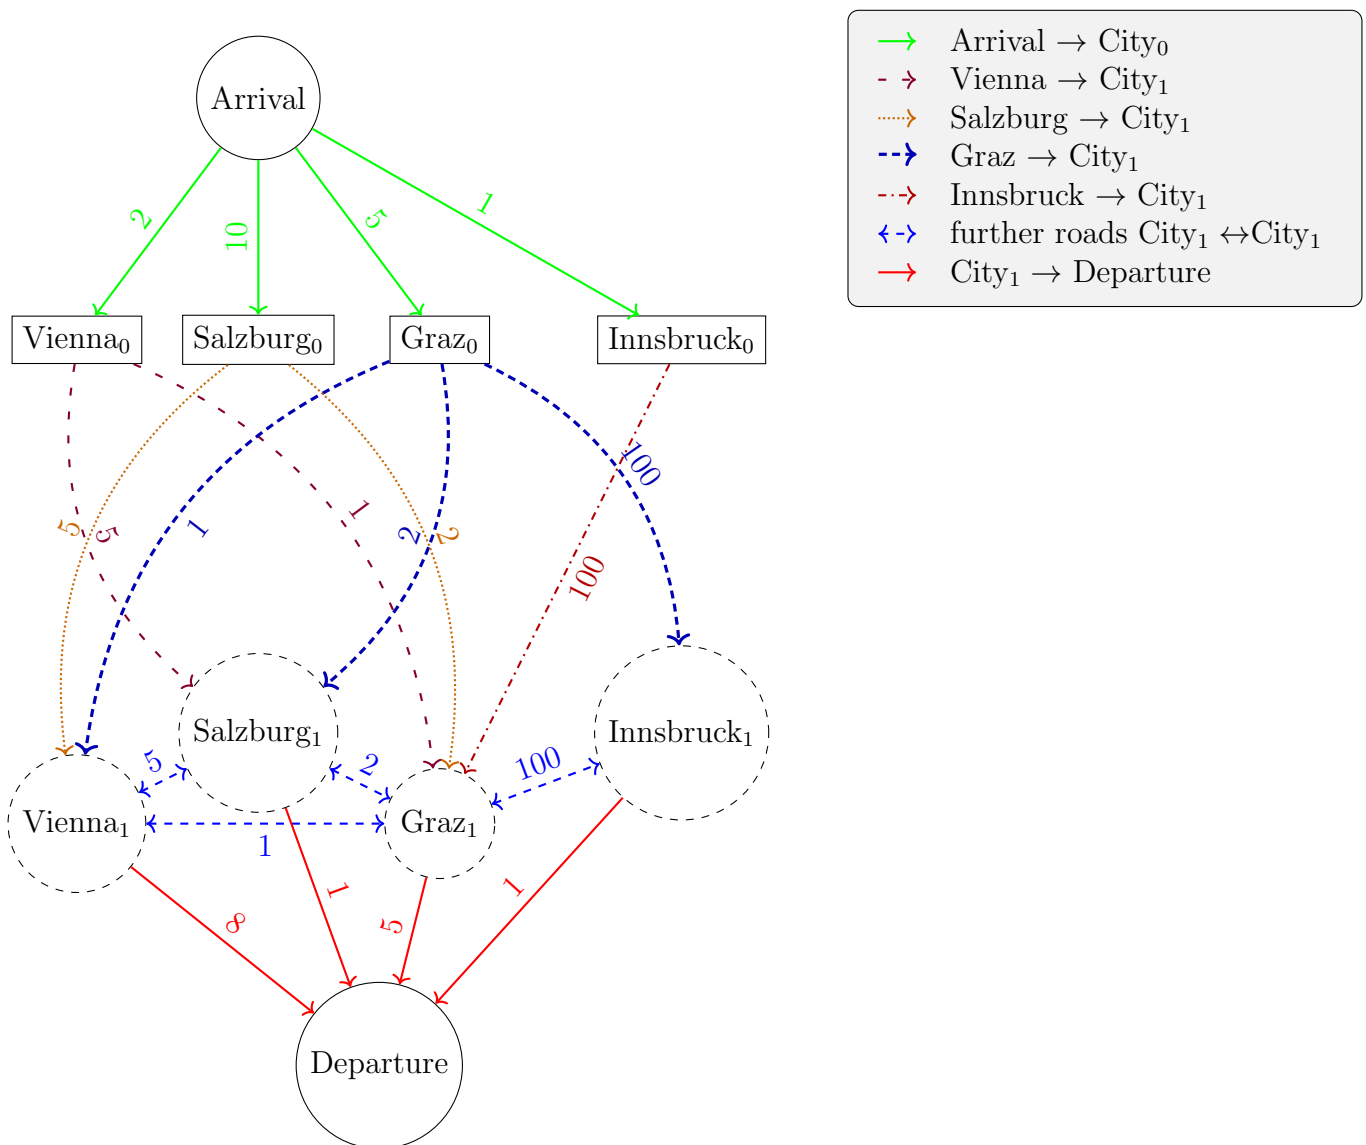 Arrival
Arrival → City₀
Vienna → City₁
Salzburg → City₁
Graz → City₁
Innsbruck → City₁
further roads City₁ ↔City₁
City₁ → Departure
2
10
5
1
Vienna₀
Salzburg₀
Graz₀
Innsbruck₀
100
5
5
1
1
2
2
100
Salzburg₁
Innsbruck₁
5
2
100
Vienna₁
Graz₁
1
8
1
5
1
Departure